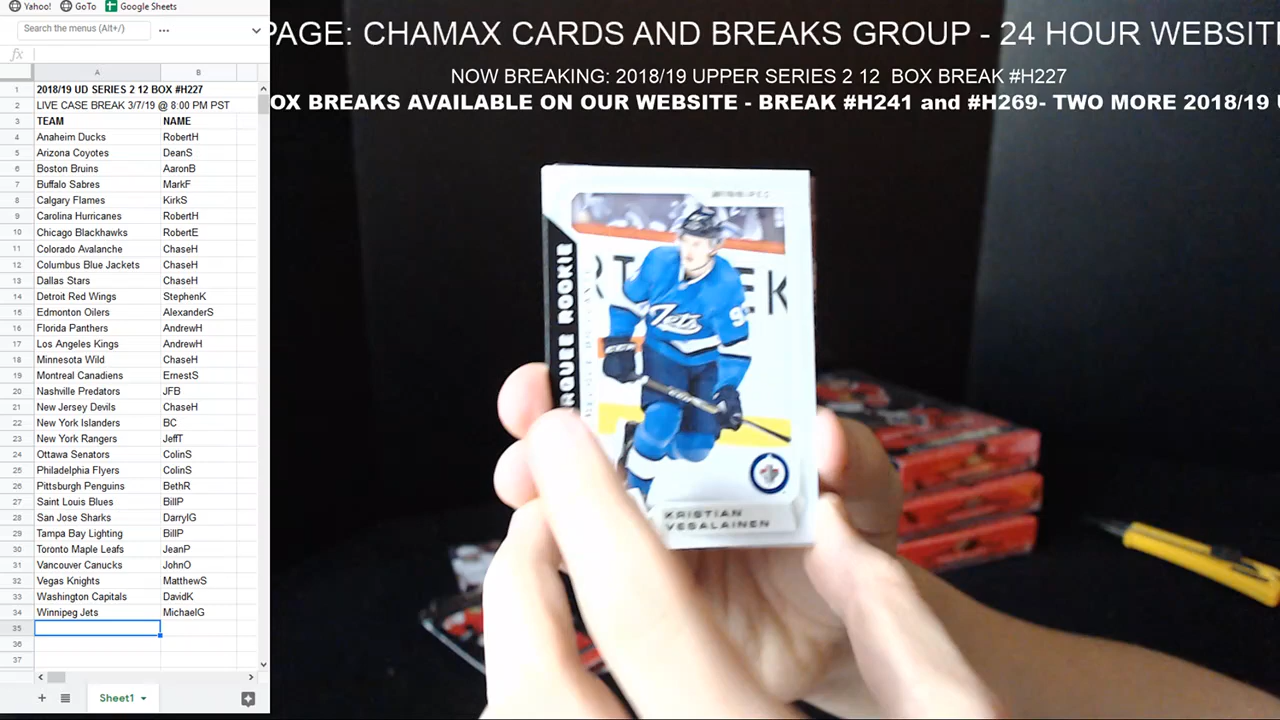 Yahoo! GoTo Google Sheets
Search the menus (Alt+/)
fx
A B
1 2018/19 UD SERIES 2 12 BOX BREAK #H227
2 LIVE CASE BREAK 3/7/19 @ 8:00 PM PST
3 TEAM NAME
4 Anaheim Ducks RobertH
5 Arizona Coyotes DeanS
6 Boston Bruins AaronB
7 Buffalo Sabres MarkF
8 Calgary Flames KirkS
9 Carolina Hurricanes RobertH
10 Chicago Blackhawks RobertE
11 Colorado Avalanche ChaseH
12 Columbus Blue Jackets ChaseH
13 Dallas Stars ChaseH
14 Detroit Red Wings StephenK
15 Edmonton Oilers AlexanderS
16 Florida Panthers AndrewH
17 Los Angeles Kings AndrewH
18 Minnesota Wild ChaseH
19 Montreal Canadiens ErnestS
20 Nashville Predators JFB
21 New Jersey Devils ChaseH
22 New York Islanders BC
23 New York Rangers JeffT
24 Ottawa Senators ColinS
25 Philadelphia Flyers ColinS
26 Pittsburgh Penguins BethR
27 Saint Louis Blues BillP
28 San Jose Sharks DarrylG
29 Tampa Bay Lighting BillP
30 Toronto Maple Leafs JeanP
31 Vancouver Canucks JohnO
32 Vegas Knights MatthewS
33 Washington Capitals DavidK
34 Winnipeg Jets MichaelG
35
36
37
Sheet1
PAGE: CHAMAX CARDS AND BREAKS GROUP - 24 HOUR WEBSIT
NOW BREAKING: 2018/19 UPPER SERIES 2 12 BOX BREAK #H227
OX BREAKS AVAILABLE ON OUR WEBSITE - BREAK #H241 and #H269- TWO MORE 2018/19 U
WINNIPEG
RQUEE ROOKIE
Jets
9
KRISTIAN
VESALAINEN